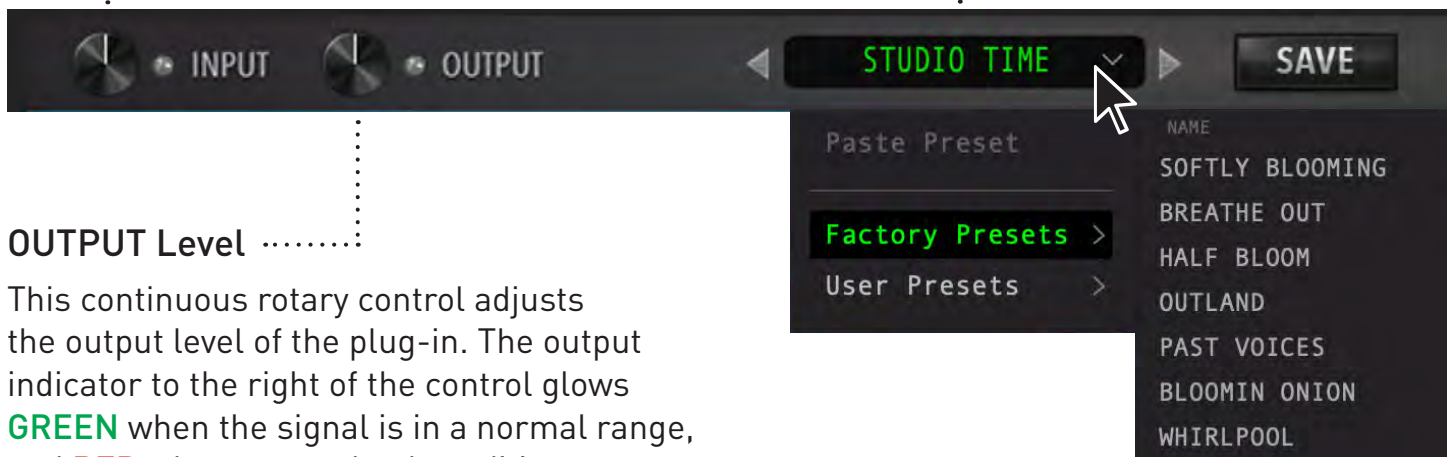 INPUT OUTPUT STUDIO TIME SAVE
Paste Preset
Factory Presets >
User Presets >
NAME
SOFTLY BLOOMING
BREATHE OUT
HALF BLOOM
OUTLAND
PAST VOICES
BLOOMIN ONION
WHIRLPOOL
OUTPUT Level
This continuous rotary control adjusts
the output level of the plug-in. The output
indicator to the right of the control glows
GREEN when the signal is in a normal range,